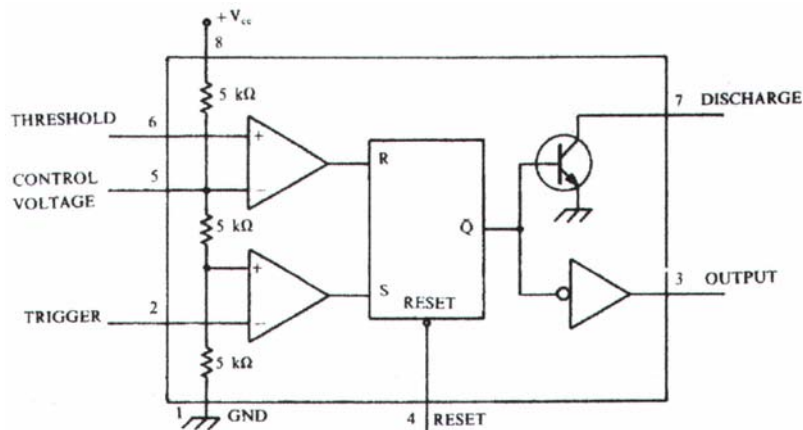 + Vcc
8
5 kΩ
7 DISCHARGE
THRESHOLD 6
+
R
CONTROL VOLTAGE 5
−
5 kΩ
Q̄
+
S
RESET
3 OUTPUT
TRIGGER 2
−
5 kΩ
1 GND
4 RESET